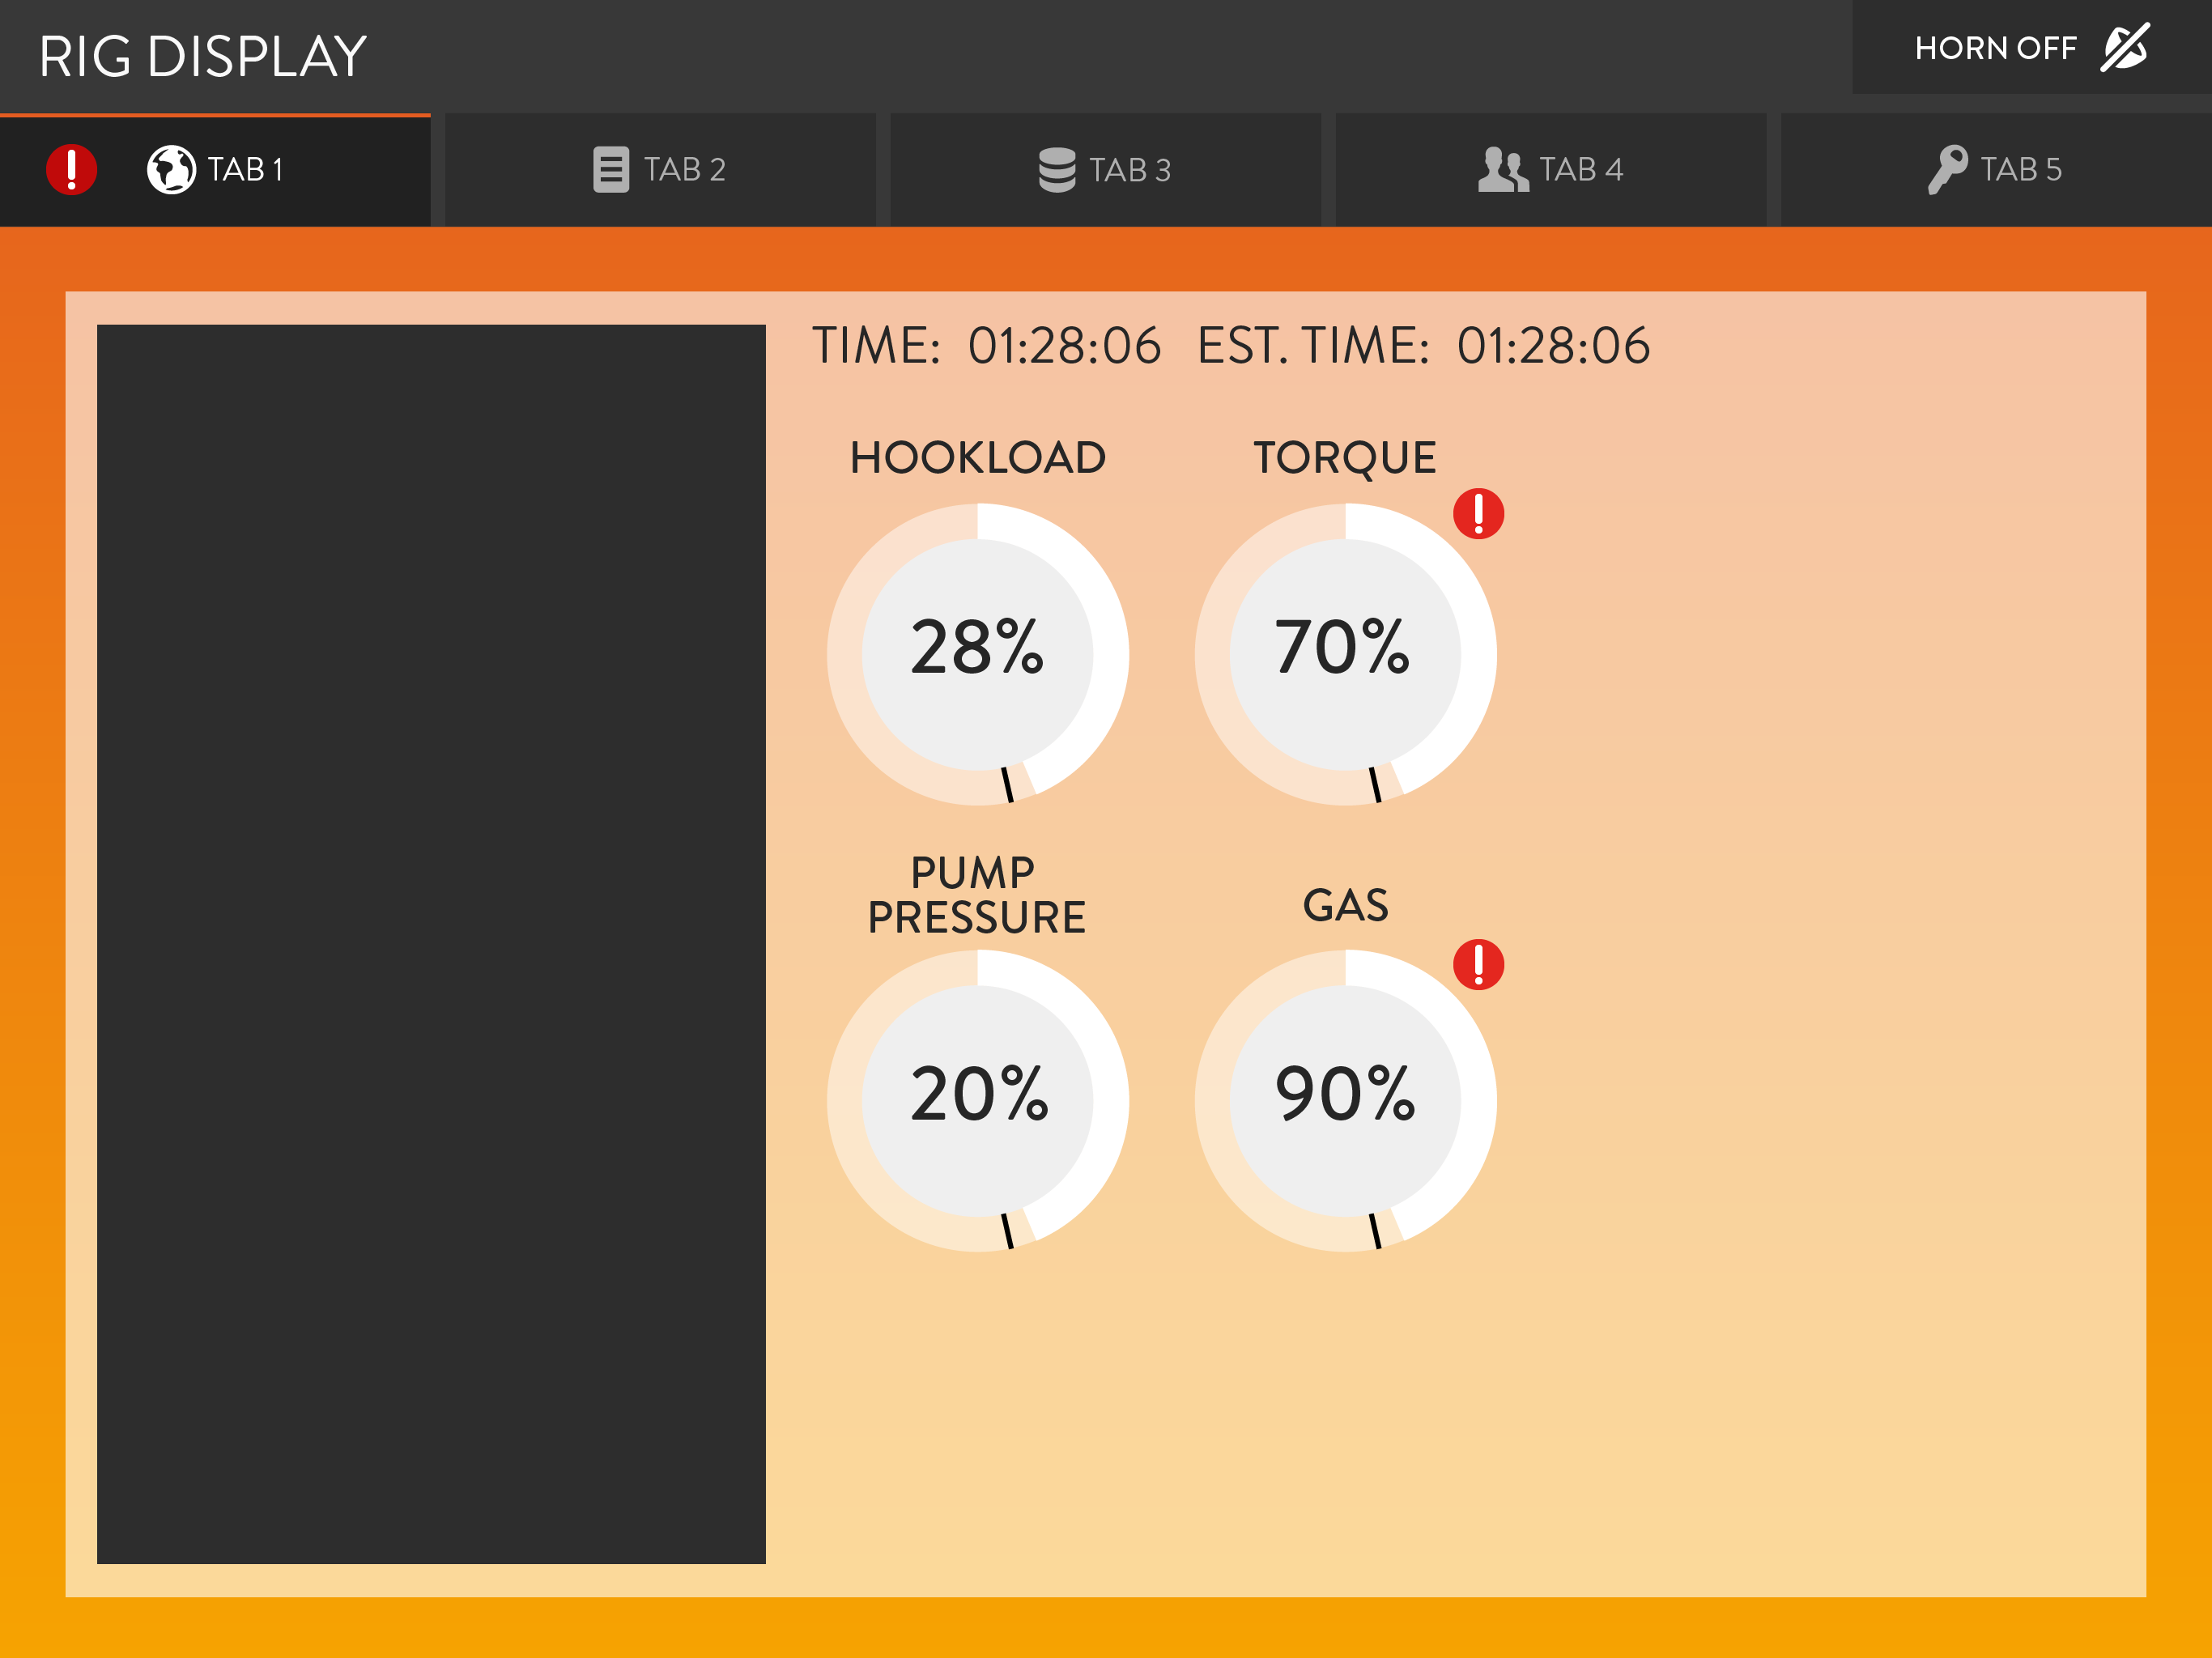 RIG DISPLAY
HORN OFF
TAB 1
TAB 2
TAB 3
TAB 4
TAB 5
TIME: 01:28:06 EST. TIME: 01:28:06
HOOKLOAD
TORQUE
28%
70%
PUMP
PRESSURE
GAS
20%
90%